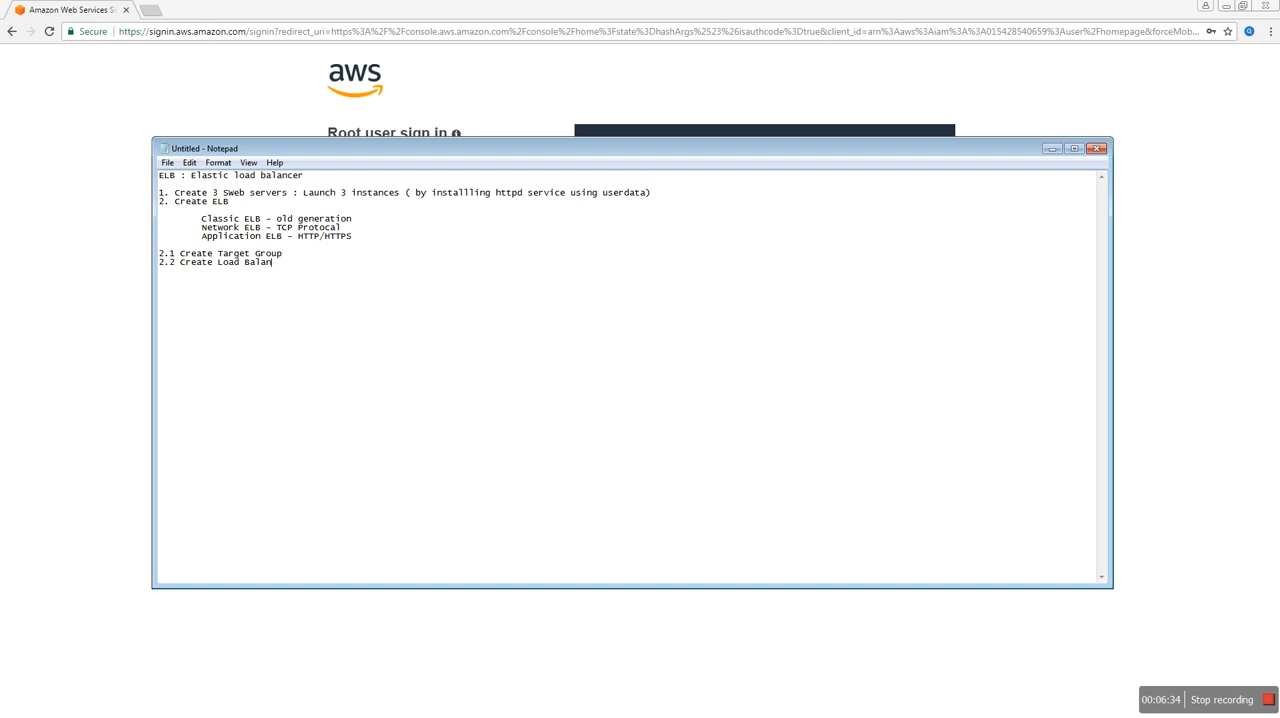 Amazon Web Services S
Secure
https://signin.aws.amazon.com/signin?redirect_uri=https%3A%2F%2Fconsole.aws.amazon.com%2Fconsole%2Fhome%3Fstate%3DhashArgs%2523%26isauthcode%3Dtrue&client_id=arn%3Aaws%3Aiam%3A%3A015428540659%3Auser%2Fhomepage&forceMob...
aws
Root user sign in
Untitled - Notepad
File Edit Format View Help
ELB : Elastic load balancer
1. Create 3 SWeb servers : Launch 3 instances ( by installling httpd service using userdata)
2. Create ELB
Classic ELB - old generation
Network ELB - TCP Protocal
Application ELB - HTTP/HTTPS
2.1 Create Target Group
2.2 Create Load Balan
00:06:34 Stop recording